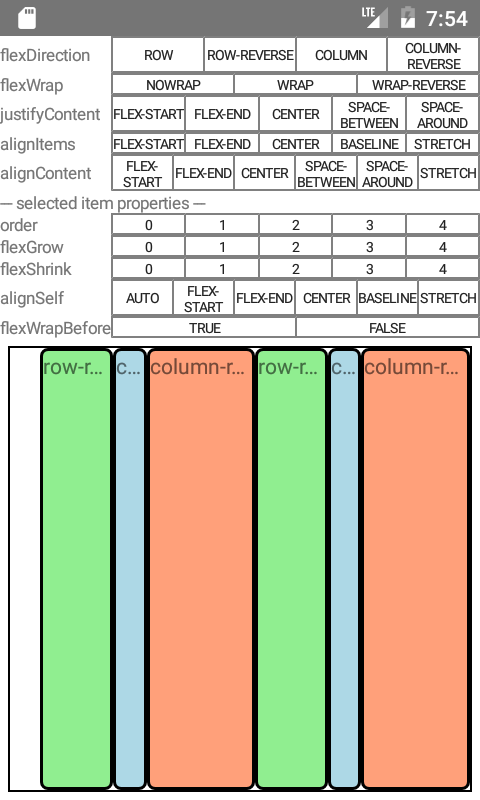 LTE 7:54
flexDirection ROW ROW-REVERSE COLUMN COLUMN-
REVERSE
flexWrap NOWRAP WRAP WRAP-REVERSE
justifyContent FLEX-START FLEX-END CENTER SPACE-
BETWEEN SPACE-
AROUND
alignItems FLEX-START FLEX-END CENTER BASELINE STRETCH
alignContent FLEX-
START FLEX-END CENTER SPACE-
BETWEEN SPACE-
AROUND STRETCH
— selected item properties —
order 0 1 2 3 4
flexGrow 0 1 2 3 4
flexShrink 0 1 2 3 4
alignSelf AUTO FLEX-
START FLEX-END CENTER BASELINE STRETCH
flexWrapBefore TRUE FALSE
row-r... c... column-r... row-r... c... column-r...